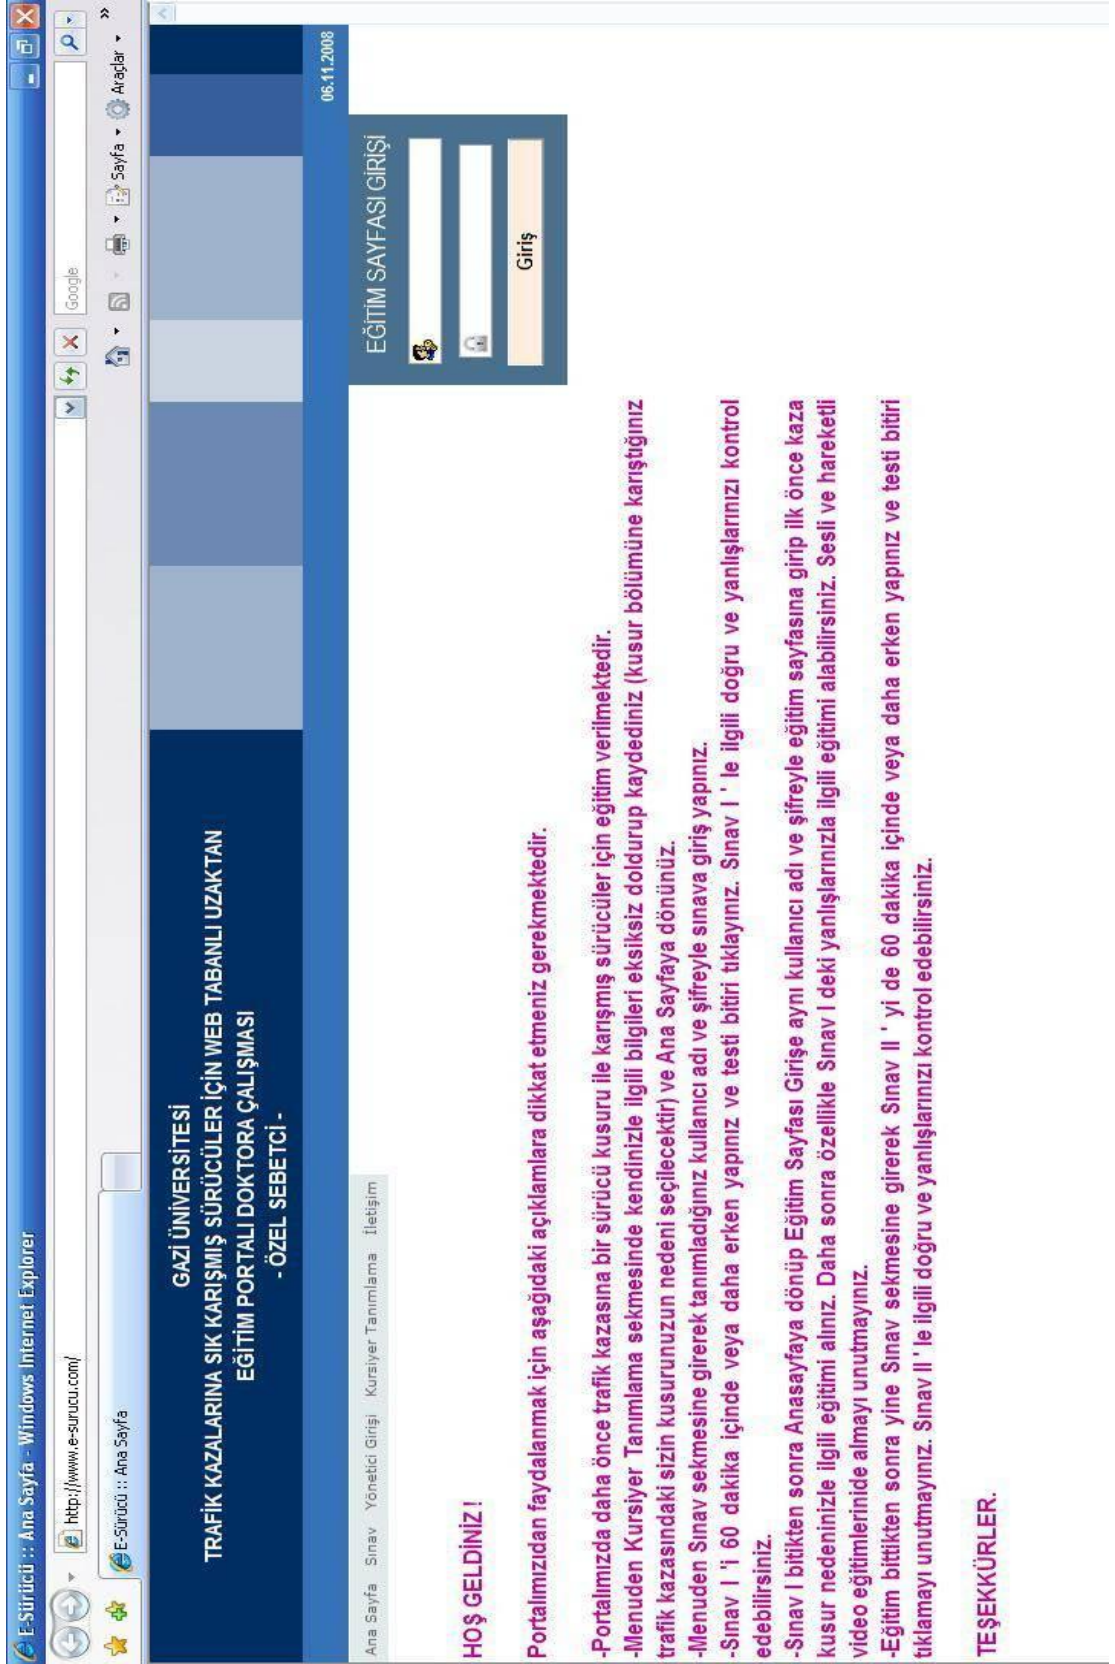 E-Sürücü :: Ana Sayfa - Windows Internet Explorer
http://www.e-surucu.com/
Google
E-Sürücü :: Ana Sayfa
Sayfa
Araçlar
GAZİ ÜNİVERSİTESİ
TRAFİK KAZALARINA SIK KARIŞMIŞ SÜRÜCÜLER İÇİN WEB TABANLI UZAKTAN
EĞİTİM PORTALI DOKTORA ÇALIŞMASI
- ÖZEL SEBETCİ -
06.11.2008
Ana Sayfa Sınav Yönetici Girişi Kursiyer Tanımlama İletişim
EĞİTİM SAYFASI GİRİŞİ
Giriş
HOŞ GELDİNİZ !
Portalımızdan faydalanmak için aşağıdaki açıklamalara dikkat etmeniz gerekmektedir.
-Portalımızda daha önce trafik kazasına bir sürücü kusuru ile karışmış sürücüler için eğitim verilmektedir.
-Menuden Kursiyer Tanımlama sekmesinde kendinizle ilgili bilgileri eksiksiz doldurup kaydediniz (kusur bölümüne karıştığınız
trafik kazasındaki sizin kusurunuzun nedeni seçilecektir) ve Ana Sayfaya dönünüz.
-Menuden Sınav sekmesine girerek tanımladığınız kullanıcı adı ve şifreyle sınava giriş yapınız.
-Sınav I 'i 60 dakika içinde veya daha erken yapınız ve testi bitiri tıklayınız. Sınav I ' le ilgili doğru ve yanlışlarınızı kontrol
edebilirsiniz.
-Sınav I bitikten sonra Anasayfaya dönüp Eğitim Sayfası Girişe aynı kullanıcı adı ve şifreyle eğitim sayfasına girip ilk önce kaza
kusur nedeninizle ilgili eğitimi alınız. Daha sonra özellikle Sınav I deki yanlışlarınızla ilgili eğitimi alabilirsiniz. Sesli ve hareketli
video eğitimlerinide almayı unutmayınız.
-Eğitim bittikten sonra yine Sınav sekmesine girerek Sınav II ' yi de 60 dakika içinde veya daha erken yapınız ve testi bitiri
tıklamayı unutmayınız. Sınav II ' le ilgili doğru ve yanlışlarınızı kontrol edebilirsiniz.
TEŞEKKÜRLER.